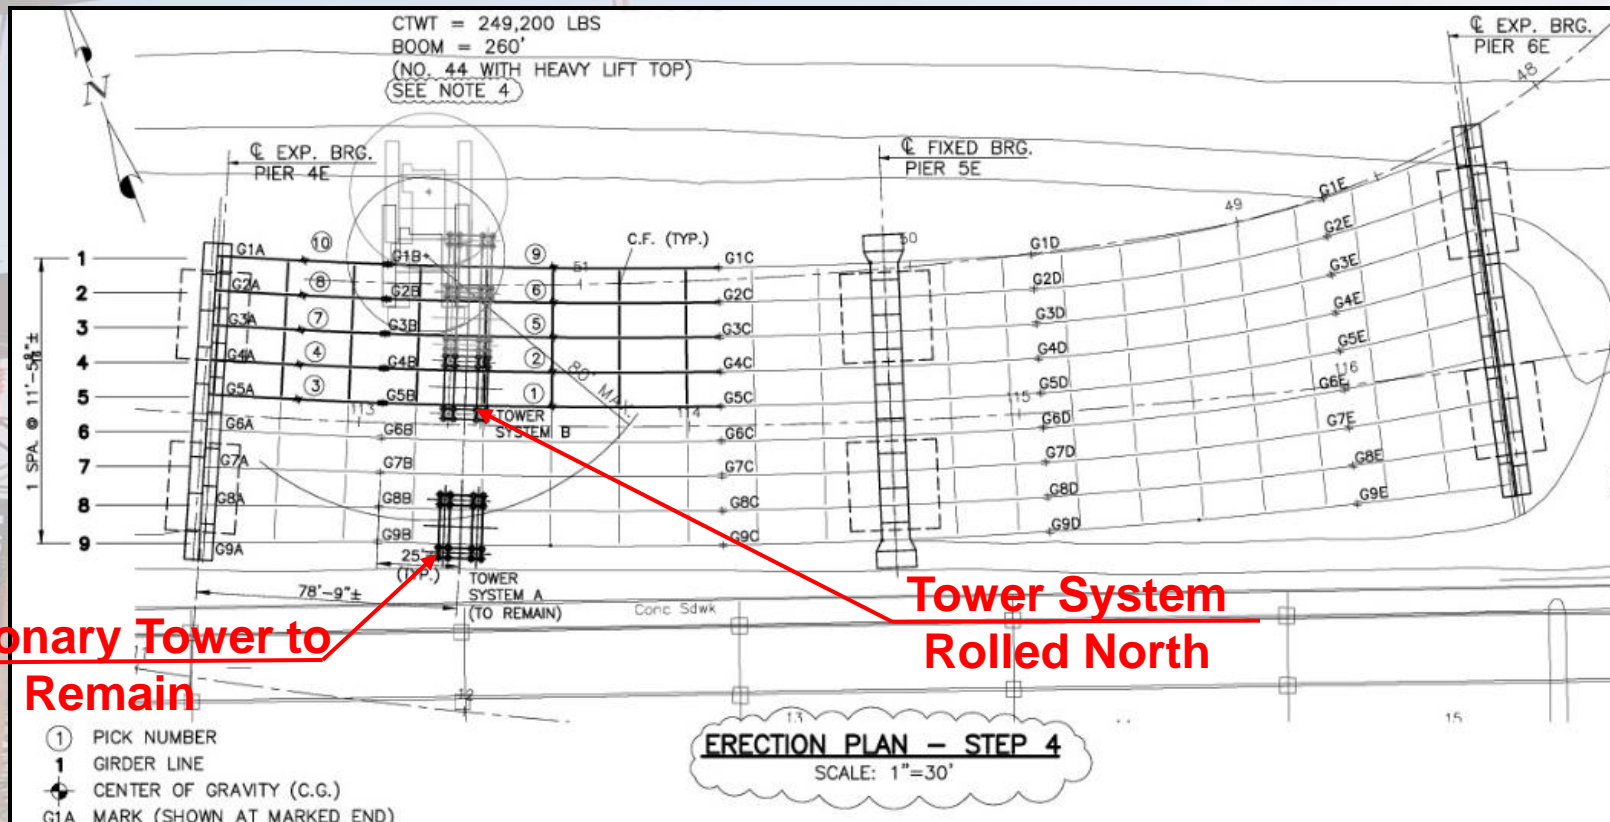 CTWT = 249,200 LBS
BOOM = 260'
(NO. 44 WITH HEAVY LIFT TOP)
SEE NOTE 4
N
℄ EXP. BRG.
PIER 4E
℄ FIXED BRG.
PIER 5E
℄ EXP. BRG.
PIER 6E
48
49
50
51
C.F. (TYP.)
1 G1A 10 G1B 9 G1C G1D G1E
2 G2A 8 G2B 6 G2C G2D G2E
3 G3A 7 G3B 5 G3C G3D G3E
4 G4A 4 G4B 2 G4C G4D G4E
5 G5A 3 G5B 1 G5C G5D G5E
6 G6A G6B G6C G6D G6E
7 G7A G7B G7C G7D G7E
8 G8A G8B G8C G8D G8E
9 G9A G9B G9C G9D G9E
1 SPA. @ 11'-5⅝"±
80' MAX.
113
114
115
116
TOWER
SYSTEM B
25'
(TYP.)
78'-9"±
TOWER
SYSTEM A
(TO REMAIN)
Conc Sdwk
Tower System
Rolled North
onary Tower to
Remain
11
12
13
15
① PICK NUMBER
1 GIRDER LINE
CENTER OF GRAVITY (C.G.)
G1A MARK (SHOWN AT MARKED END)
ERECTION PLAN – STEP 4
SCALE: 1"=30'